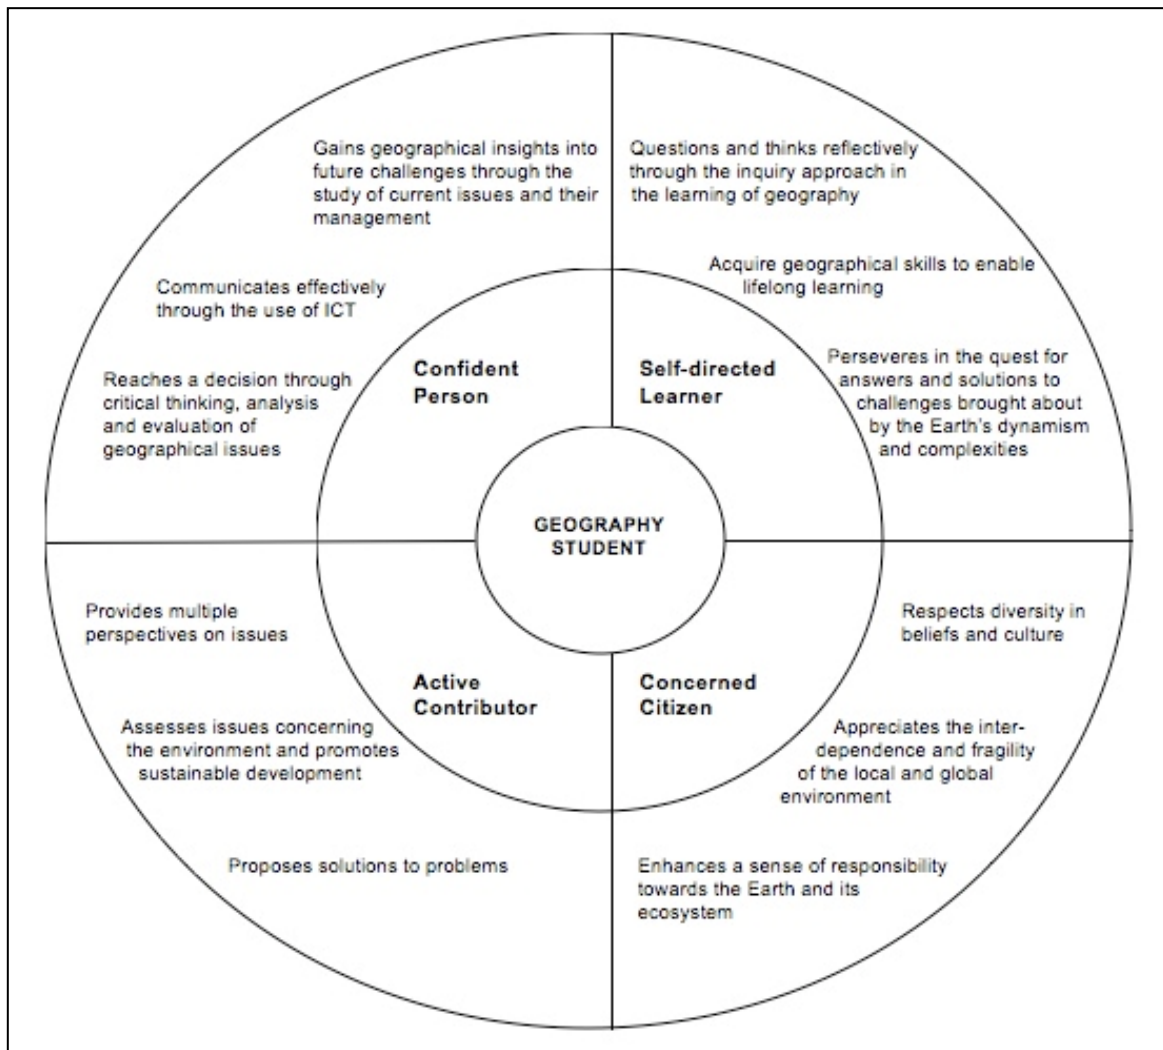 Gains geographical insights into
future challenges through the
study of current issues and their
management
Communicates effectively
through the use of ICT
Reaches a decision through
critical thinking, analysis
and evaluation of
geographical issues
Confident
Person
Questions and thinks reflectively
through the inquiry approach in
the learning of geography
Acquire geographical skills to enable
lifelong learning
Perseveres in the quest for
answers and solutions to
challenges brought about
by the Earth's dynamism
and complexities
Self-directed
Learner
GEOGRAPHY
STUDENT
Provides multiple
perspectives on issues
Assesses issues concerning
the environment and promotes
sustainable development
Proposes solutions to problems
Active
Contributor
Concerned
Citizen
Respects diversity in
beliefs and culture
Appreciates the inter-
dependence and fragility
of the local and global
environment
Enhances a sense of responsibility
towards the Earth and its
ecosystem